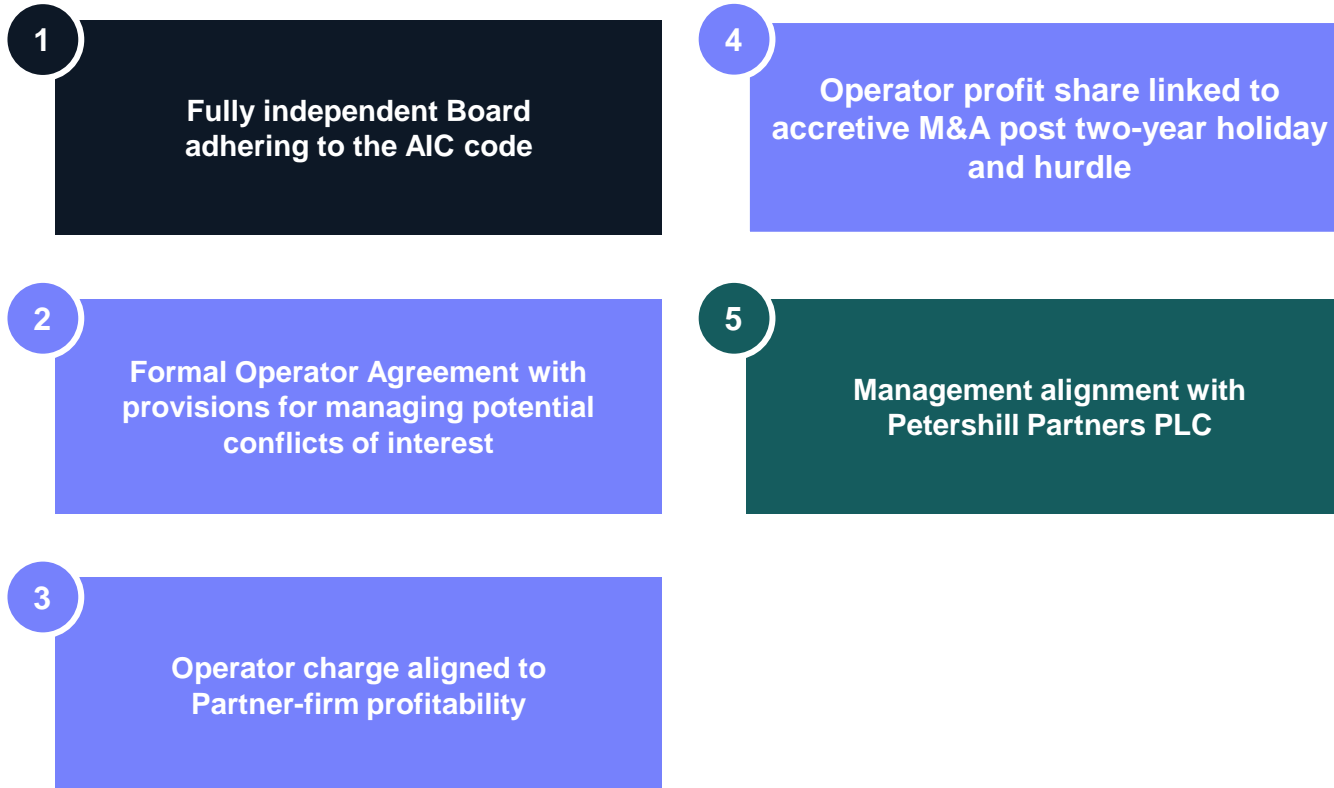 1
Fully independent Board
adhering to the AIC code
2
Formal Operator Agreement with
provisions for managing potential
conflicts of interest
3
Operator charge aligned to
Partner-firm profitability
4
Operator profit share linked to
accretive M&A post two-year holiday
and hurdle
5
Management alignment with
Petershill Partners PLC